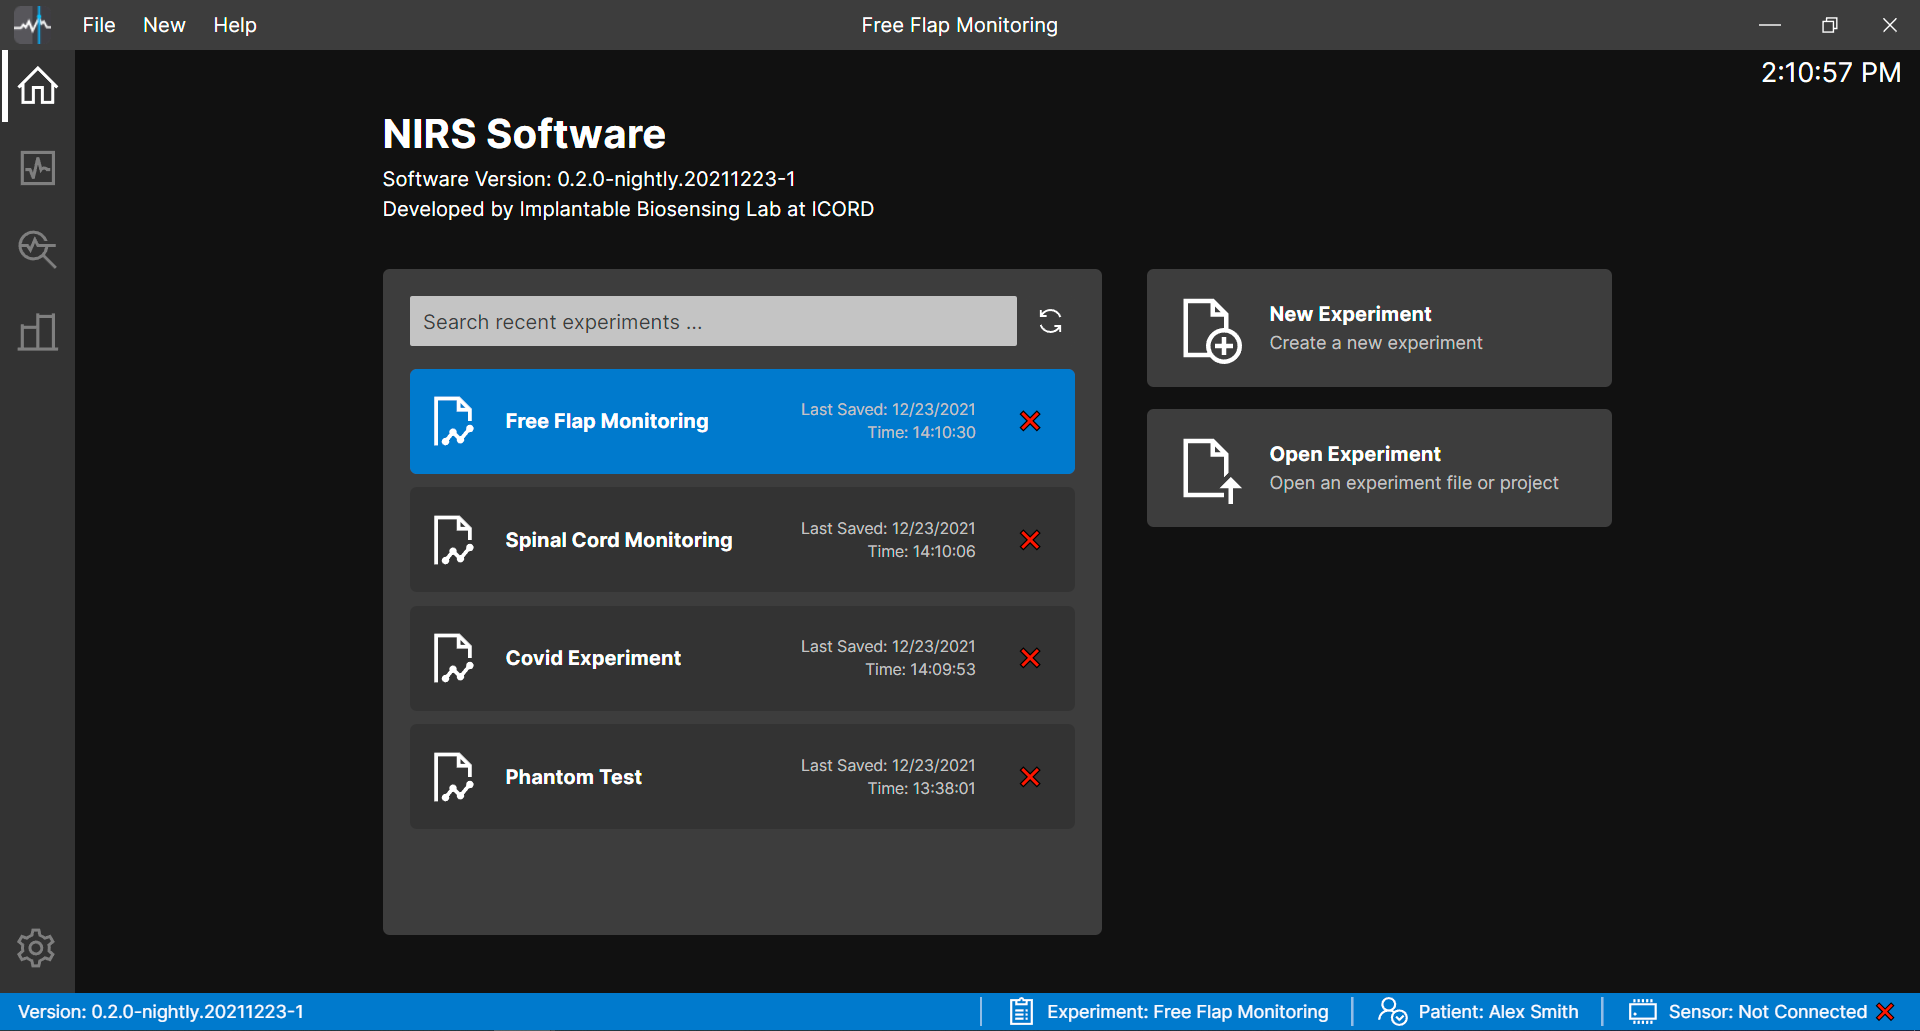 File New Help
Free Flap Monitoring
2:10:57 PM
NIRS Software
Software Version: 0.2.0-nightly.20211223-1
Developed by Implantable Biosensing Lab at ICORD
Search recent experiments ...
Free Flap Monitoring
Last Saved: 12/23/2021
Time: 14:10:30
Spinal Cord Monitoring
Last Saved: 12/23/2021
Time: 14:10:06
Covid Experiment
Last Saved: 12/23/2021
Time: 14:09:53
Phantom Test
Last Saved: 12/23/2021
Time: 13:38:01
New Experiment
Create a new experiment
Open Experiment
Open an experiment file or project
Version: 0.2.0-nightly.20211223-1
Experiment: Free Flap Monitoring
Patient: Alex Smith
Sensor: Not Connected